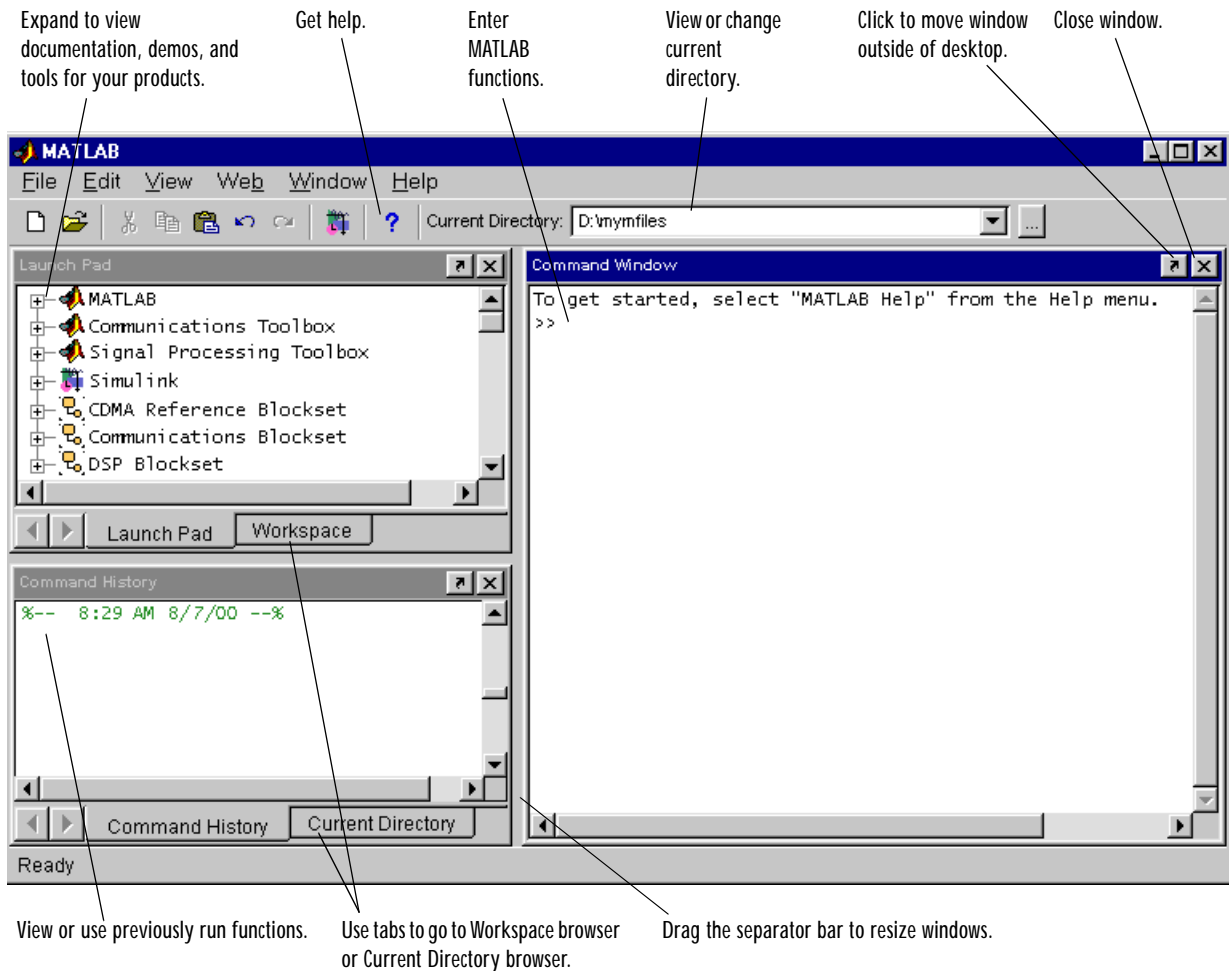 Expand to view
documentation, demos, and
tools for your products.
Get help.
Enter
MATLAB
functions.
View or change
current
directory.
Click to move window
outside of desktop.
Close window.
MATLAB
File Edit View Web Window Help
? Current Directory: D:\mymfiles ...
Launch Pad
MATLAB
Communications Toolbox
Signal Processing Toolbox
Simulink
CDMA Reference Blockset
Communications Blockset
DSP Blockset
Launch Pad Workspace
Command History
%-- 8:29 AM 8/7/00 --%
Command History Current Directory
Command Window
To get started, select "MATLAB Help" from the Help menu.
>>
Ready
View or use previously run functions.
Use tabs to go to Workspace browser
or Current Directory browser.
Drag the separator bar to resize windows.